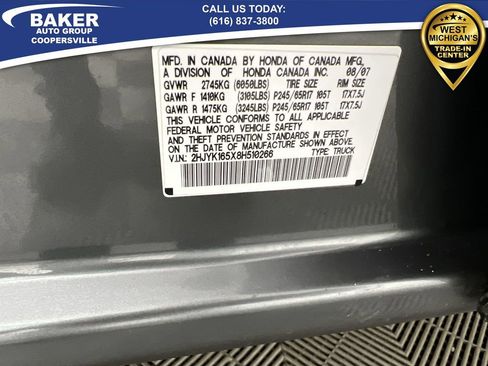 BAKER
AUTO GROUP
COOPERSVILLE
CALL US TODAY:
(616) 837-3800
WEST
MICHIGAN'S
TRADE-IN
CENTER
MFD. IN CANADA BY HONDA OF CANADA MFG.,
A DIVISION OF HONDA CANADA INC. 08/07
GVWR 2745KG (6050LBS) TIRE SIZE RIM SIZE
GAWR F 1410KG (3105LBS) P245/65R17 105T 17X7.5J
GAWR R 1475KG (3245LBS) P245/65R17 105T 17X7.5J
THIS VEHICLE CONFORMS TO ALL APPLICABLE
FEDERAL MOTOR VEHICLE SAFETY AND
THEFT PREVENTION STANDARDS IN EFFECT ON
THE DATE OF MANUFACTURE SHOWN ABOVE.
V.I.N.: 2HJYK165X8H510266 TYPE: TRUCK